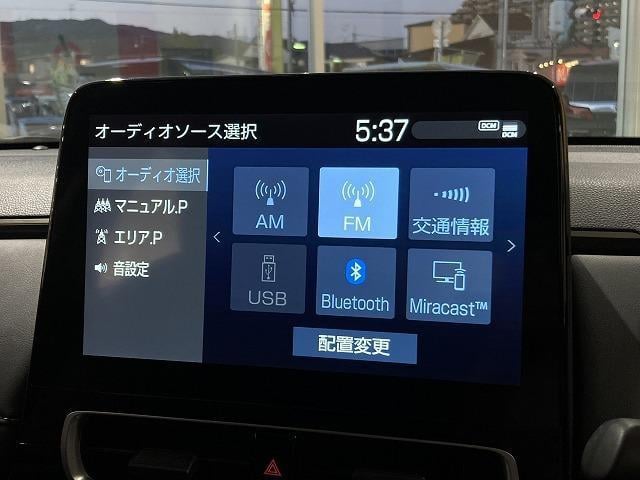 オーディオソース選択
5:37
DCM
DCM
オーディオ選択
マニュアル.P
エリア.P
音設定
AM
FM
交通情報
USB
Bluetooth
Miracast™
配置変更